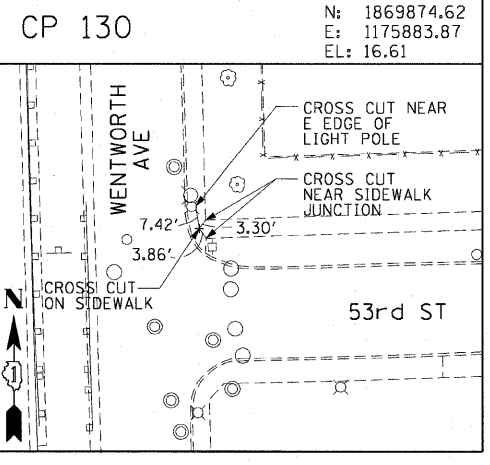 CP 130
N: 1869874.62
E: 1175883.87
EL: 16.61
WENTWORTH
AVE
CROSS CUT NEAR
E EDGE OF
LIGHT POLE
CROSS CUT
NEAR SIDEWALK
JUNCTION
7.42'
3.30'
3.86'
CROSS CUT
ON SIDEWALK
N
53rd ST